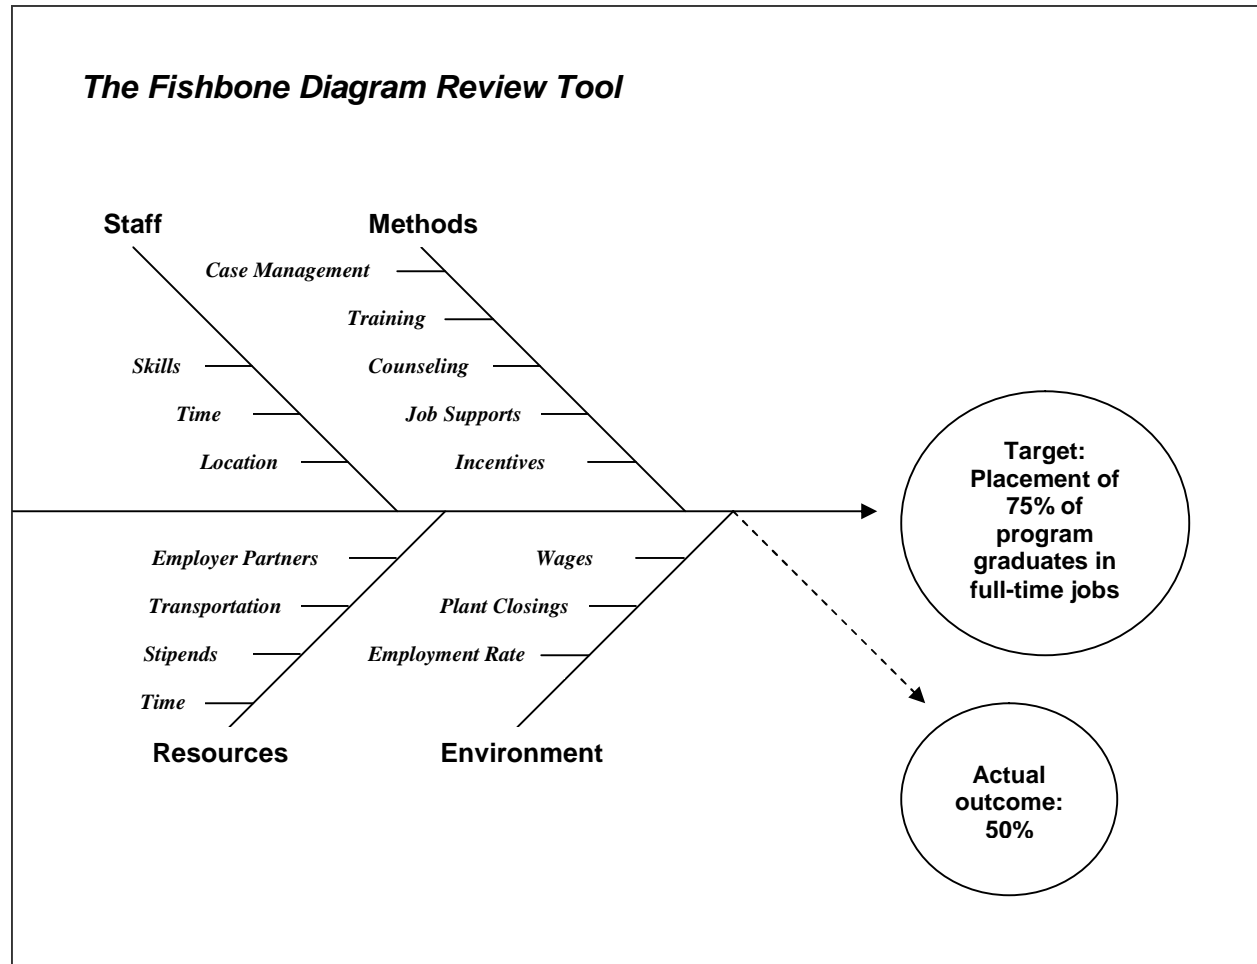 The Fishbone Diagram Review Tool
Staff
Methods
Case Management
Training
Skills
Counseling
Time
Job Supports
Location
Incentives
Target:
Placement of
75% of
program
graduates in
full-time jobs
Employer Partners
Wages
Transportation
Plant Closings
Stipends
Employment Rate
Time
Resources
Environment
Actual
outcome:
50%